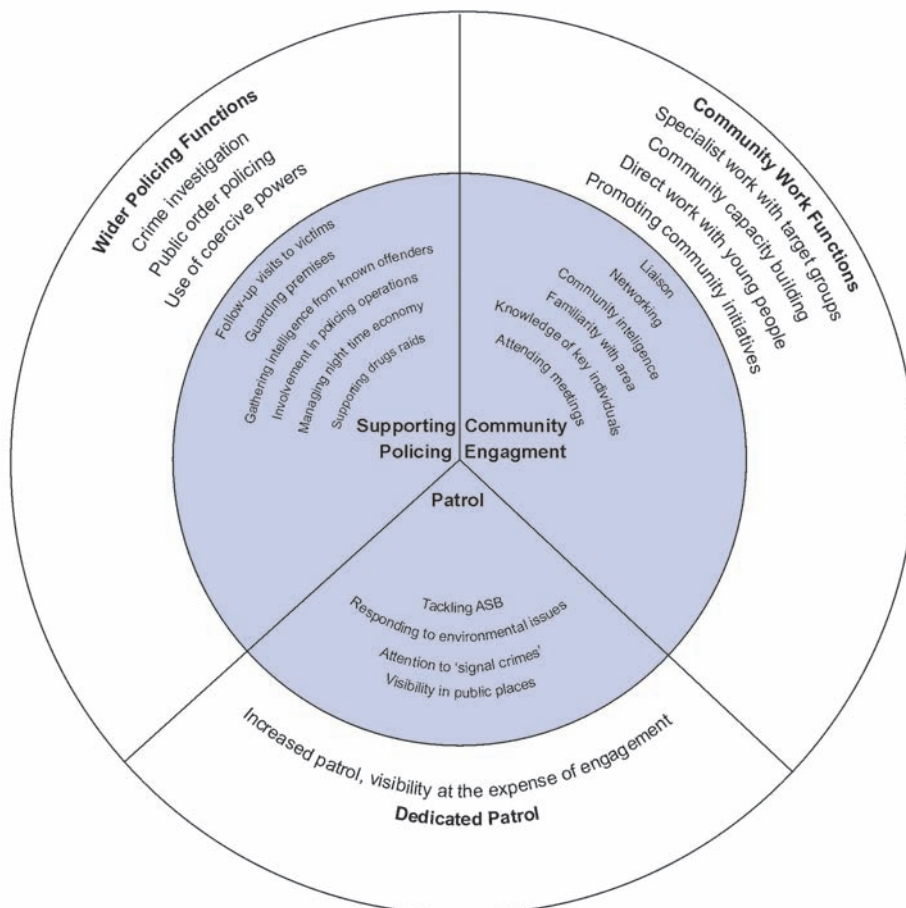 Wider Policing Functions
Crime investigation
Public order policing
Use of coercive powers
Follow-up visits to victims
Guarding premises
Gathering intelligence from known offenders
Involvement in policing operations
Managing night time economy
Supporting drugs raids
Supporting
Policing
Community Work Functions
Specialist work with target groups
Community capacity building
Direct work with young people
Promoting community initiatives
Liaison
Networking
Community inteligence
Familiarity with area
Knowledge of key individuals
Attending meetings
Community
Engagment
Patrol
Tackling ASB
Responding to environmental issues
Attention to ‘signal crimes’
Visibility in public places
Increased patrol, visibility at the expense of engagement
Dedicated Patrol